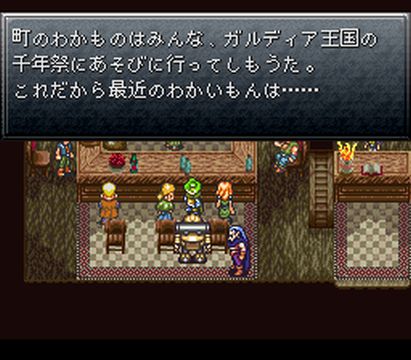 町のわかものはみんな、ガルディア王国の
千年祭にあそびに行ってしもうた。
これだから最近のわかいもんは……